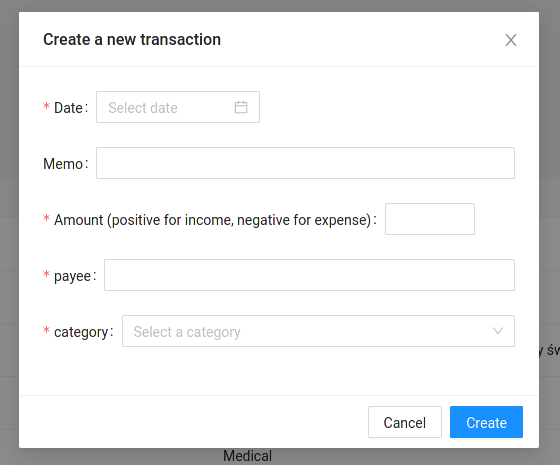 Create a new transaction
* Date:
Select date
Memo:
* Amount (positive for income, negative for expense):
* payee:
* category:
Select a category
y św
Cancel
Create
Medical